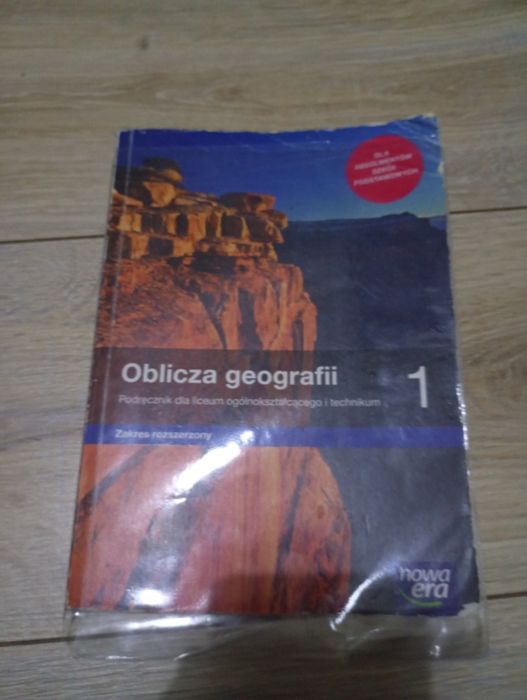 DLA
ABSOLWENTÓW
SZKÓŁ
PODSTAWOWYCH
Oblicza geografii 1
Podręcznik dla liceum ogólnokształcącego i technikum
Zakres rozszerzony
nowa
era